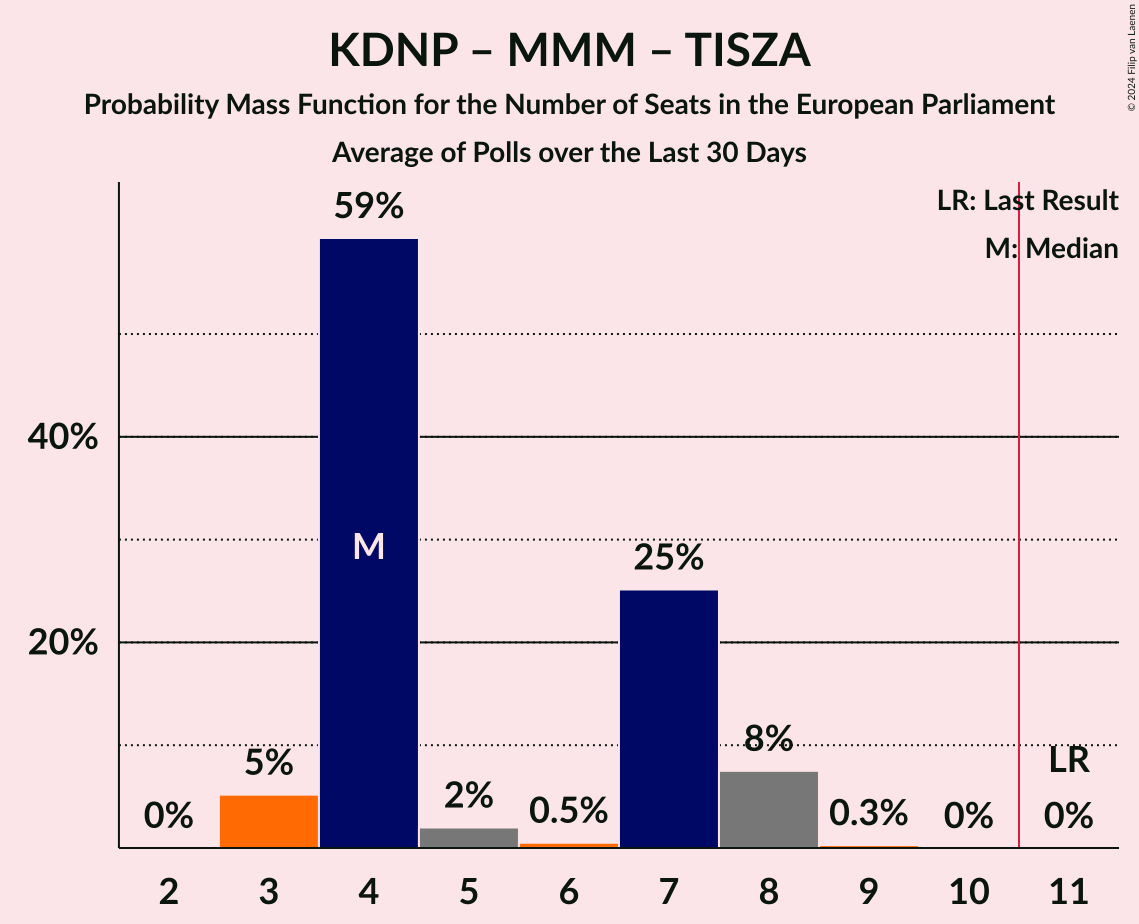 KDNP – MMM – TISZA
Probability Mass Function for the Number of Seats in the European Parliament
Average of Polls over the Last 30 Days
© 2024 Filip van Laenen
LR: Last Result
M: Median
59%
40%
M
25%
20%
8%
5%
LR
2%
0.5%
0.3%
0%
0%
0%
2 3 4 5 6 7 8 9 10 11